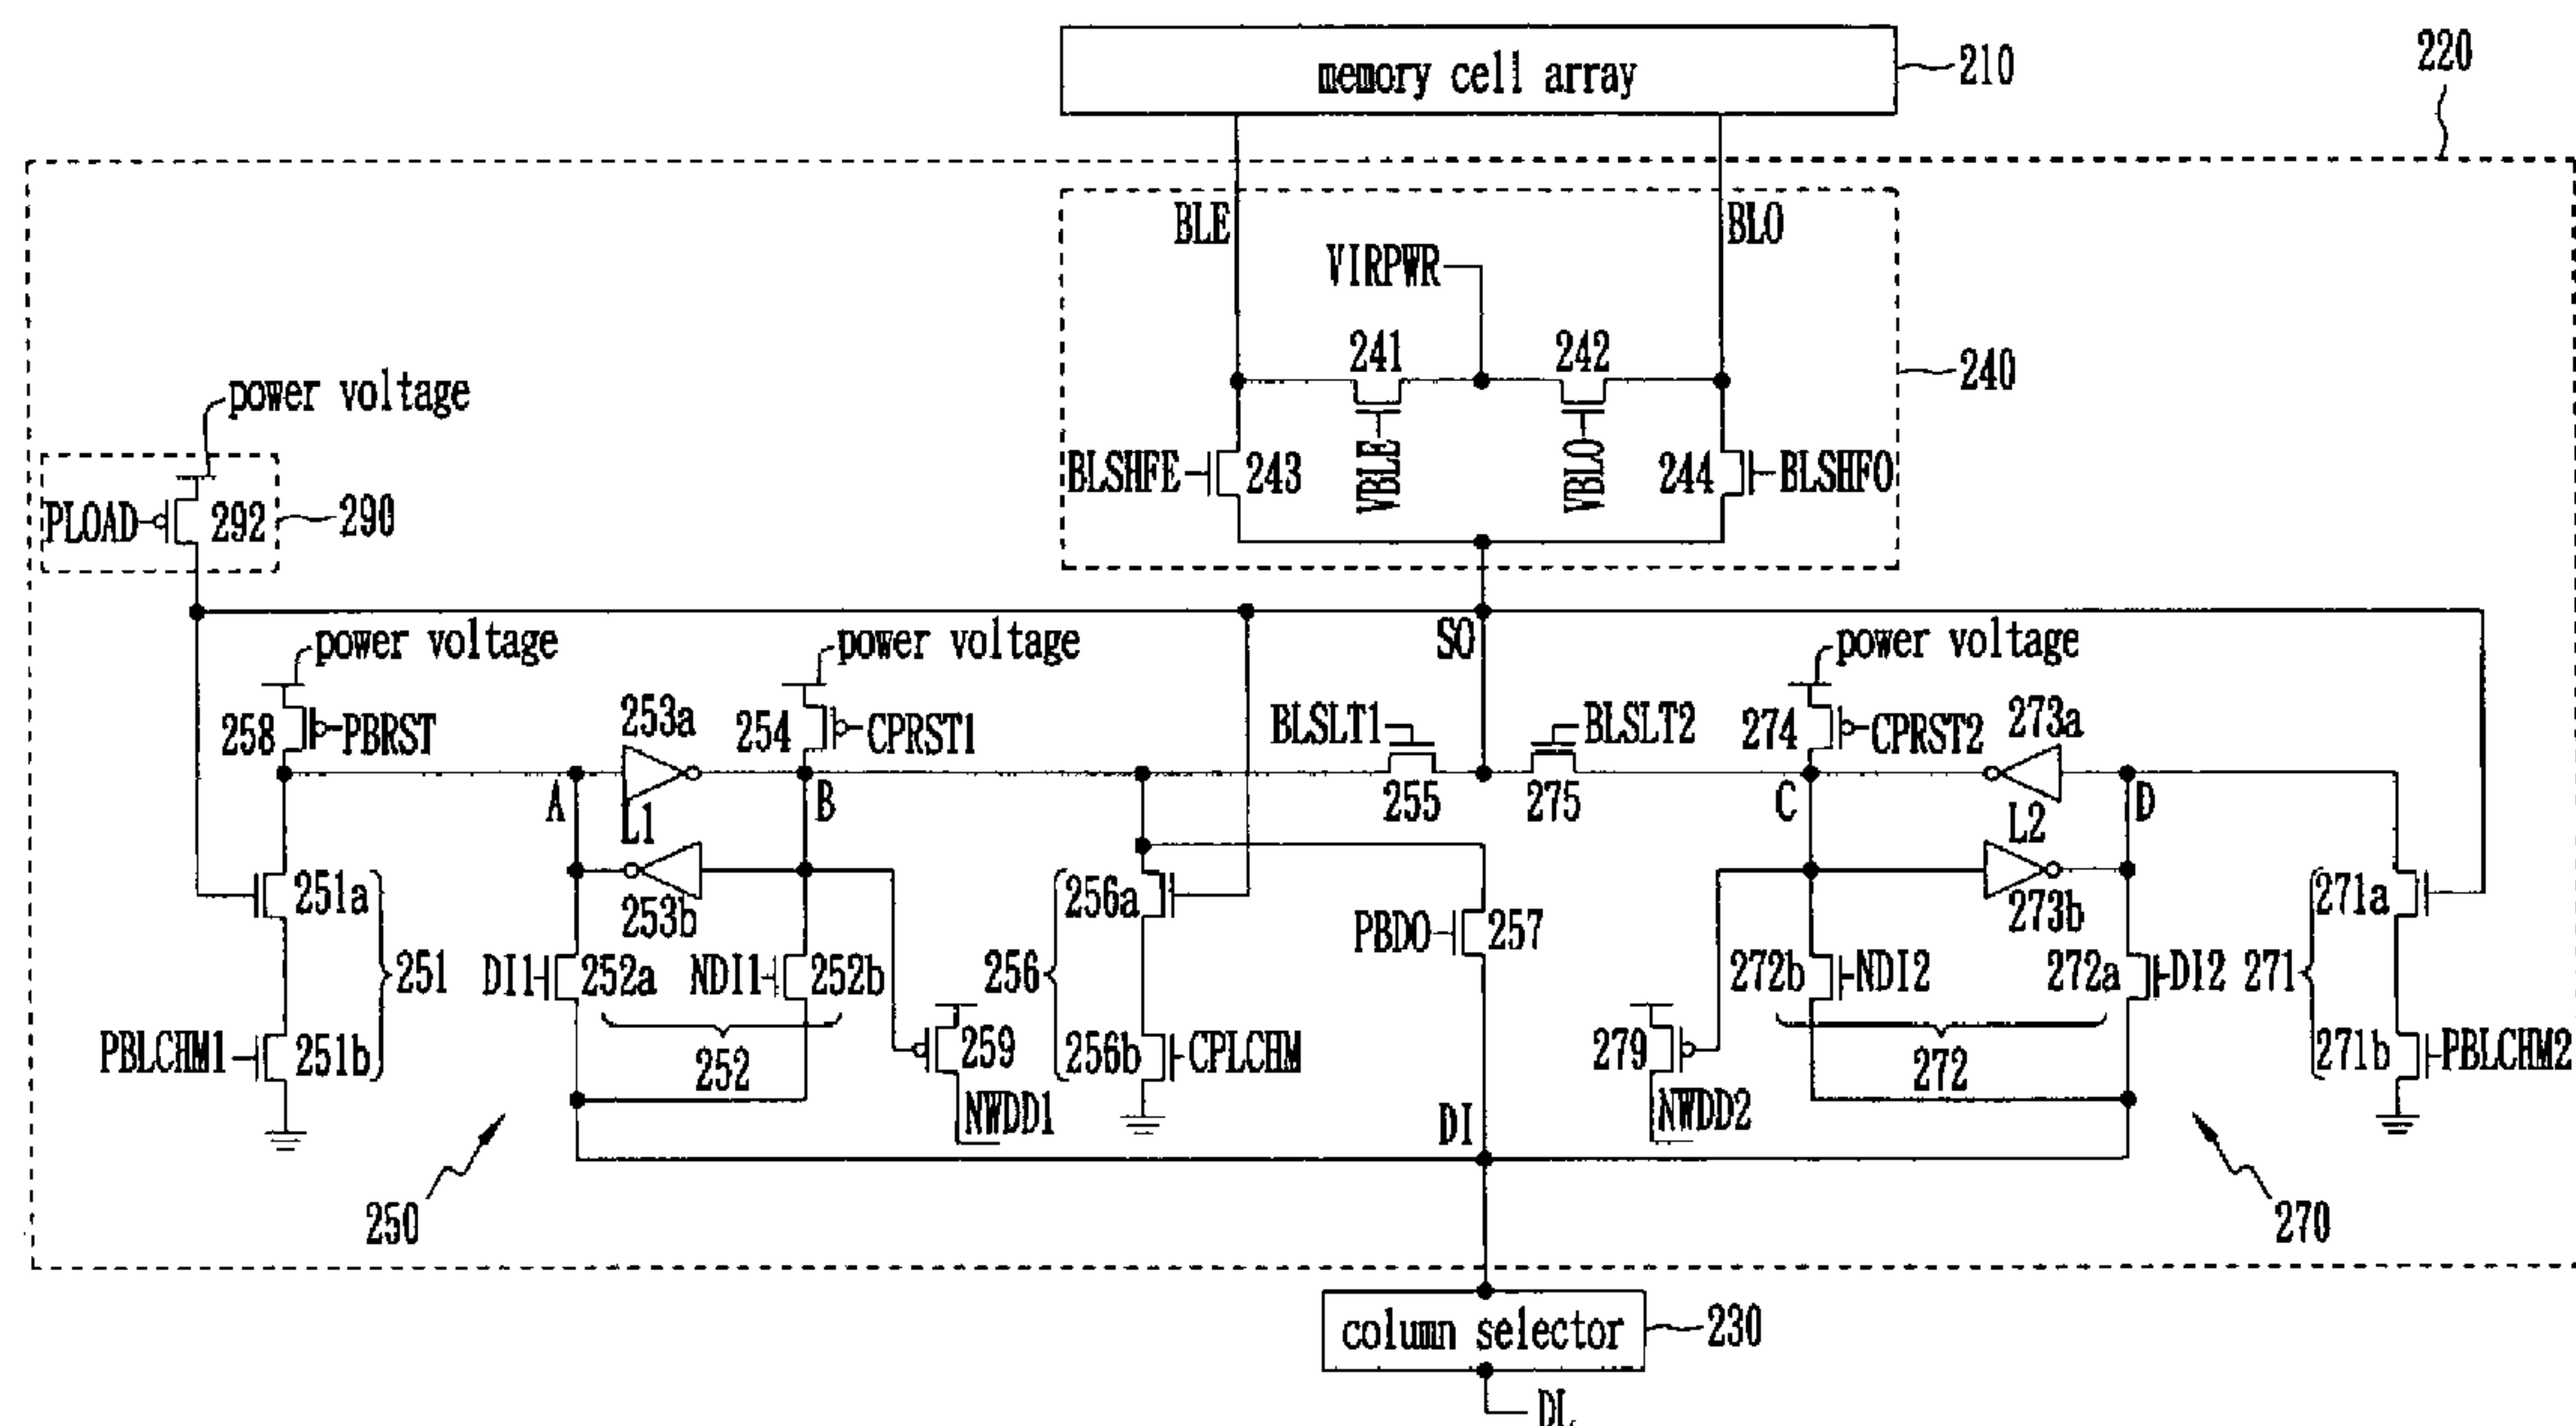 memory cell array
210
220
BLE
BLO
VIRPWR
241
242
240
power voltage
BLSHFE
243
VBLE
VBLO
244
BLSHFO
PLOAD
292
290
SO
power voltage
power voltage
power voltage
258
PBRST
253a
254
CPRST1
BLSLT1
BLSLT2
274
CPRST2
273a
A
L1
B
255
275
C
L2
D
251a
253b
256a
PBDO
257
273b
271a
251
DI1
252a
NDI1
252b
256
272b
NDI2
272a
DI2
271
PBLCHM1
251b
252
259
256b
CPLCHM
279
272
271b
PBLCHM2
NWDD1
DI
NWDD2
250
270
column selector
230
DL